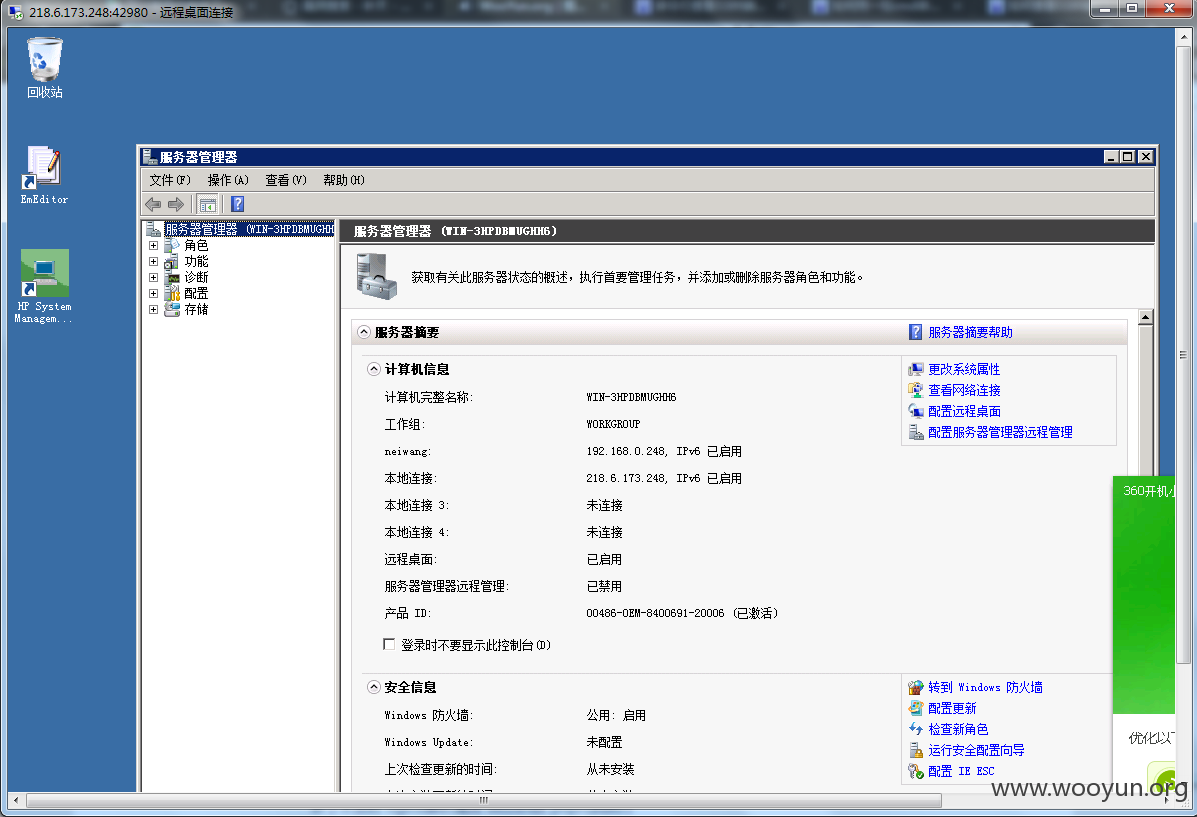 218.6.173.248:42980 - 远程桌面连接
回收站
EmEditor
HP System
Managem...
服务器管理器
文件(F) 操作(A) 查看(V) 帮助(H)
服务器管理器 (WIN-3HPDBMUGHH
角色
功能
诊断
配置
存储
服务器管理器 (WIN-3HPDBMUGHH6)
获取有关此服务器状态的概述，执行首要管理任务，并添加或删除服务器角色和功能。
服务器摘要
服务器摘要帮助
计算机信息
计算机完整名称: WIN-3HPDBMUGHH6
工作组: WORKGROUP
neiwang: 192.168.0.248, IPv6 已启用
本地连接: 218.6.173.248, IPv6 已启用
本地连接 3: 未连接
本地连接 4: 未连接
远程桌面: 已启用
服务器管理器远程管理: 已禁用
产品 ID: 00486-OEM-8400691-20006 (已激活)
登录时不要显示此控制台(D)
更改系统属性
查看网络连接
配置远程桌面
配置服务器管理器远程管理
安全信息
Windows 防火墙: 公用: 启用
Windows Update: 未配置
上次检查更新的时间: 从未安装
转到 Windows 防火墙
配置更新
检查新角色
运行安全配置向导
配置 IE ESC
360开机小
优化以下
www.wooyun.org